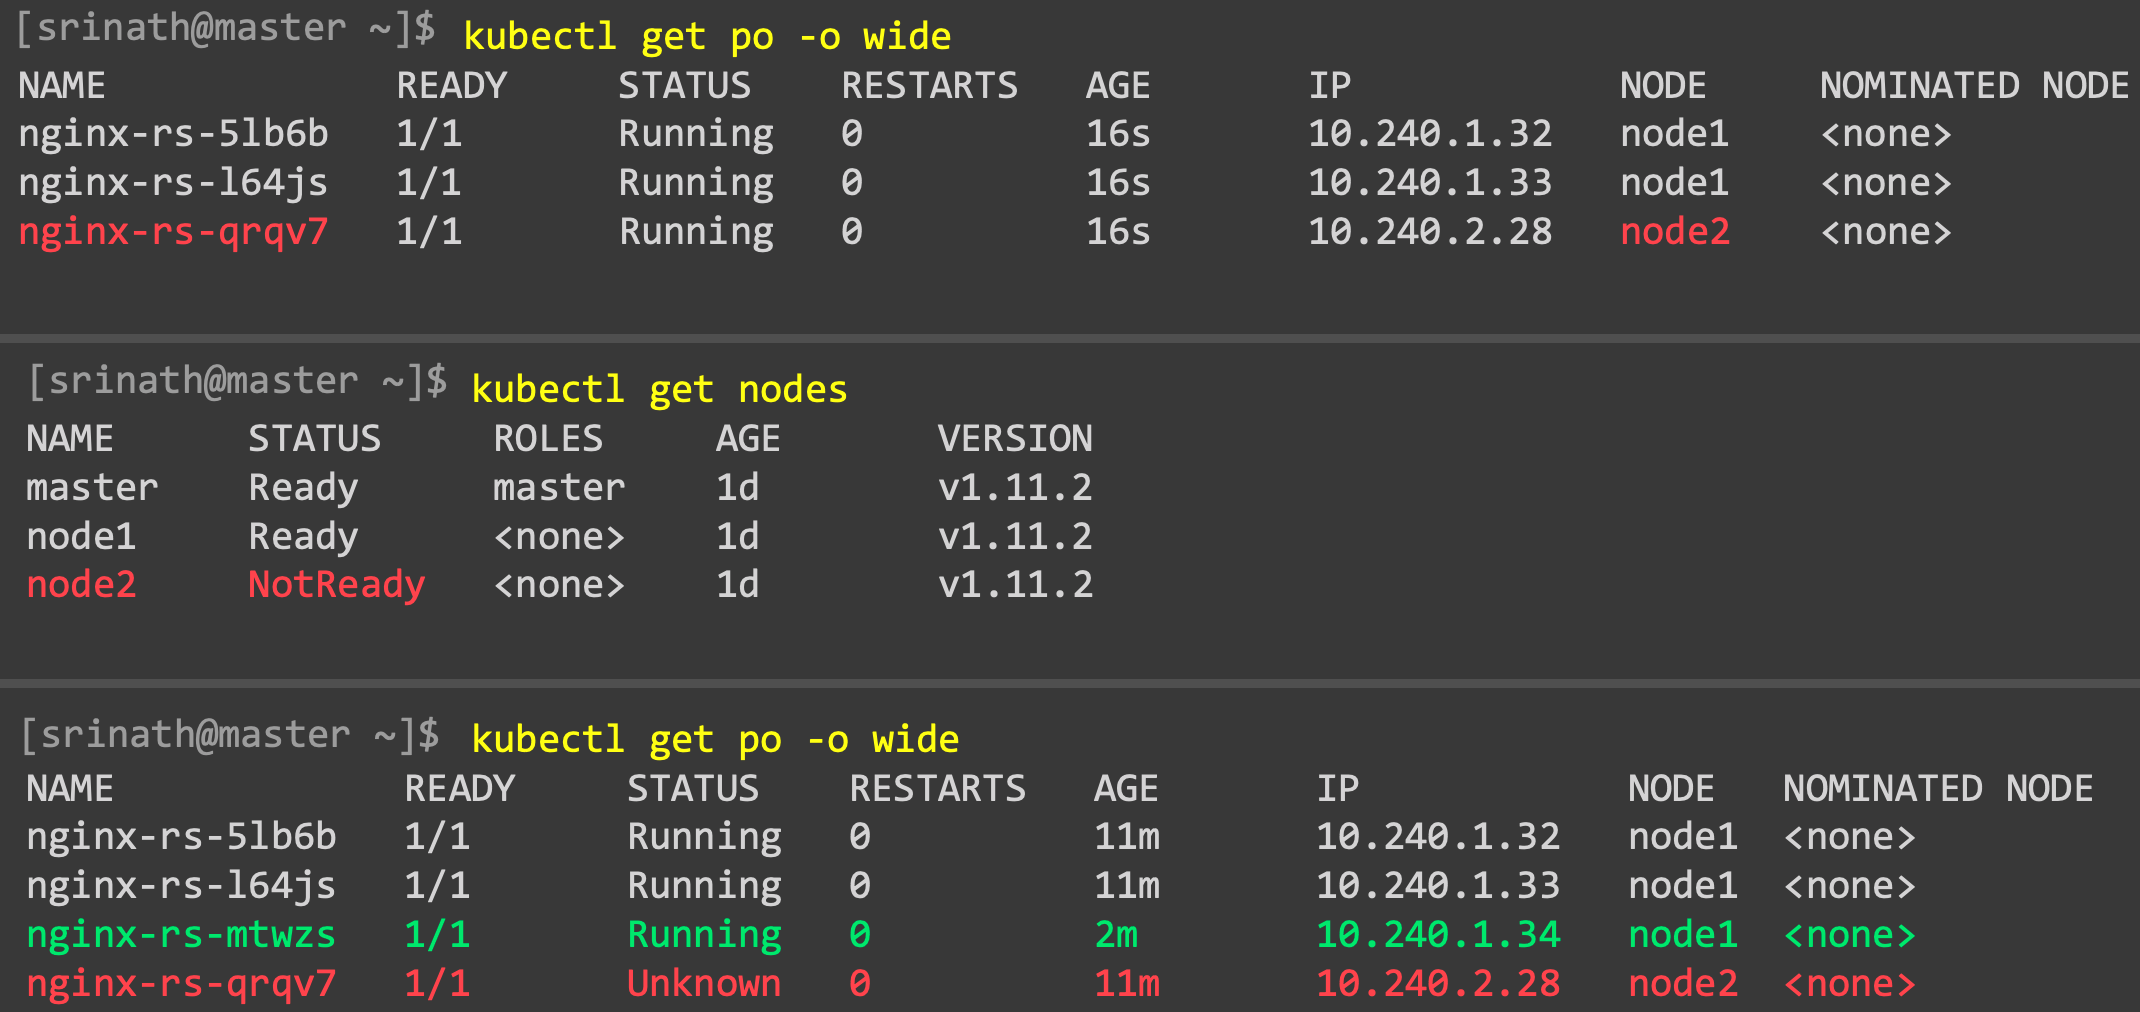 [srinath@master ~]$ kubectl get po -o wide
NAME READY STATUS RESTARTS AGE IP NODE NOMINATED NODE
nginx-rs-5lb6b 1/1 Running 0 16s 10.240.1.32 node1 <none>
nginx-rs-l64js 1/1 Running 0 16s 10.240.1.33 node1 <none>
nginx-rs-qrqv7 1/1 Running 0 16s 10.240.2.28 node2 <none>
[srinath@master ~]$ kubectl get nodes
NAME STATUS ROLES AGE VERSION
master Ready master 1d v1.11.2
node1 Ready <none> 1d v1.11.2
node2 NotReady <none> 1d v1.11.2
[srinath@master ~]$ kubectl get po -o wide
NAME READY STATUS RESTARTS AGE IP NODE NOMINATED NODE
nginx-rs-5lb6b 1/1 Running 0 11m 10.240.1.32 node1 <none>
nginx-rs-l64js 1/1 Running 0 11m 10.240.1.33 node1 <none>
nginx-rs-mtwzs 1/1 Running 0 2m 10.240.1.34 node1 <none>
nginx-rs-qrqv7 1/1 Unknown 0 11m 10.240.2.28 node2 <none>